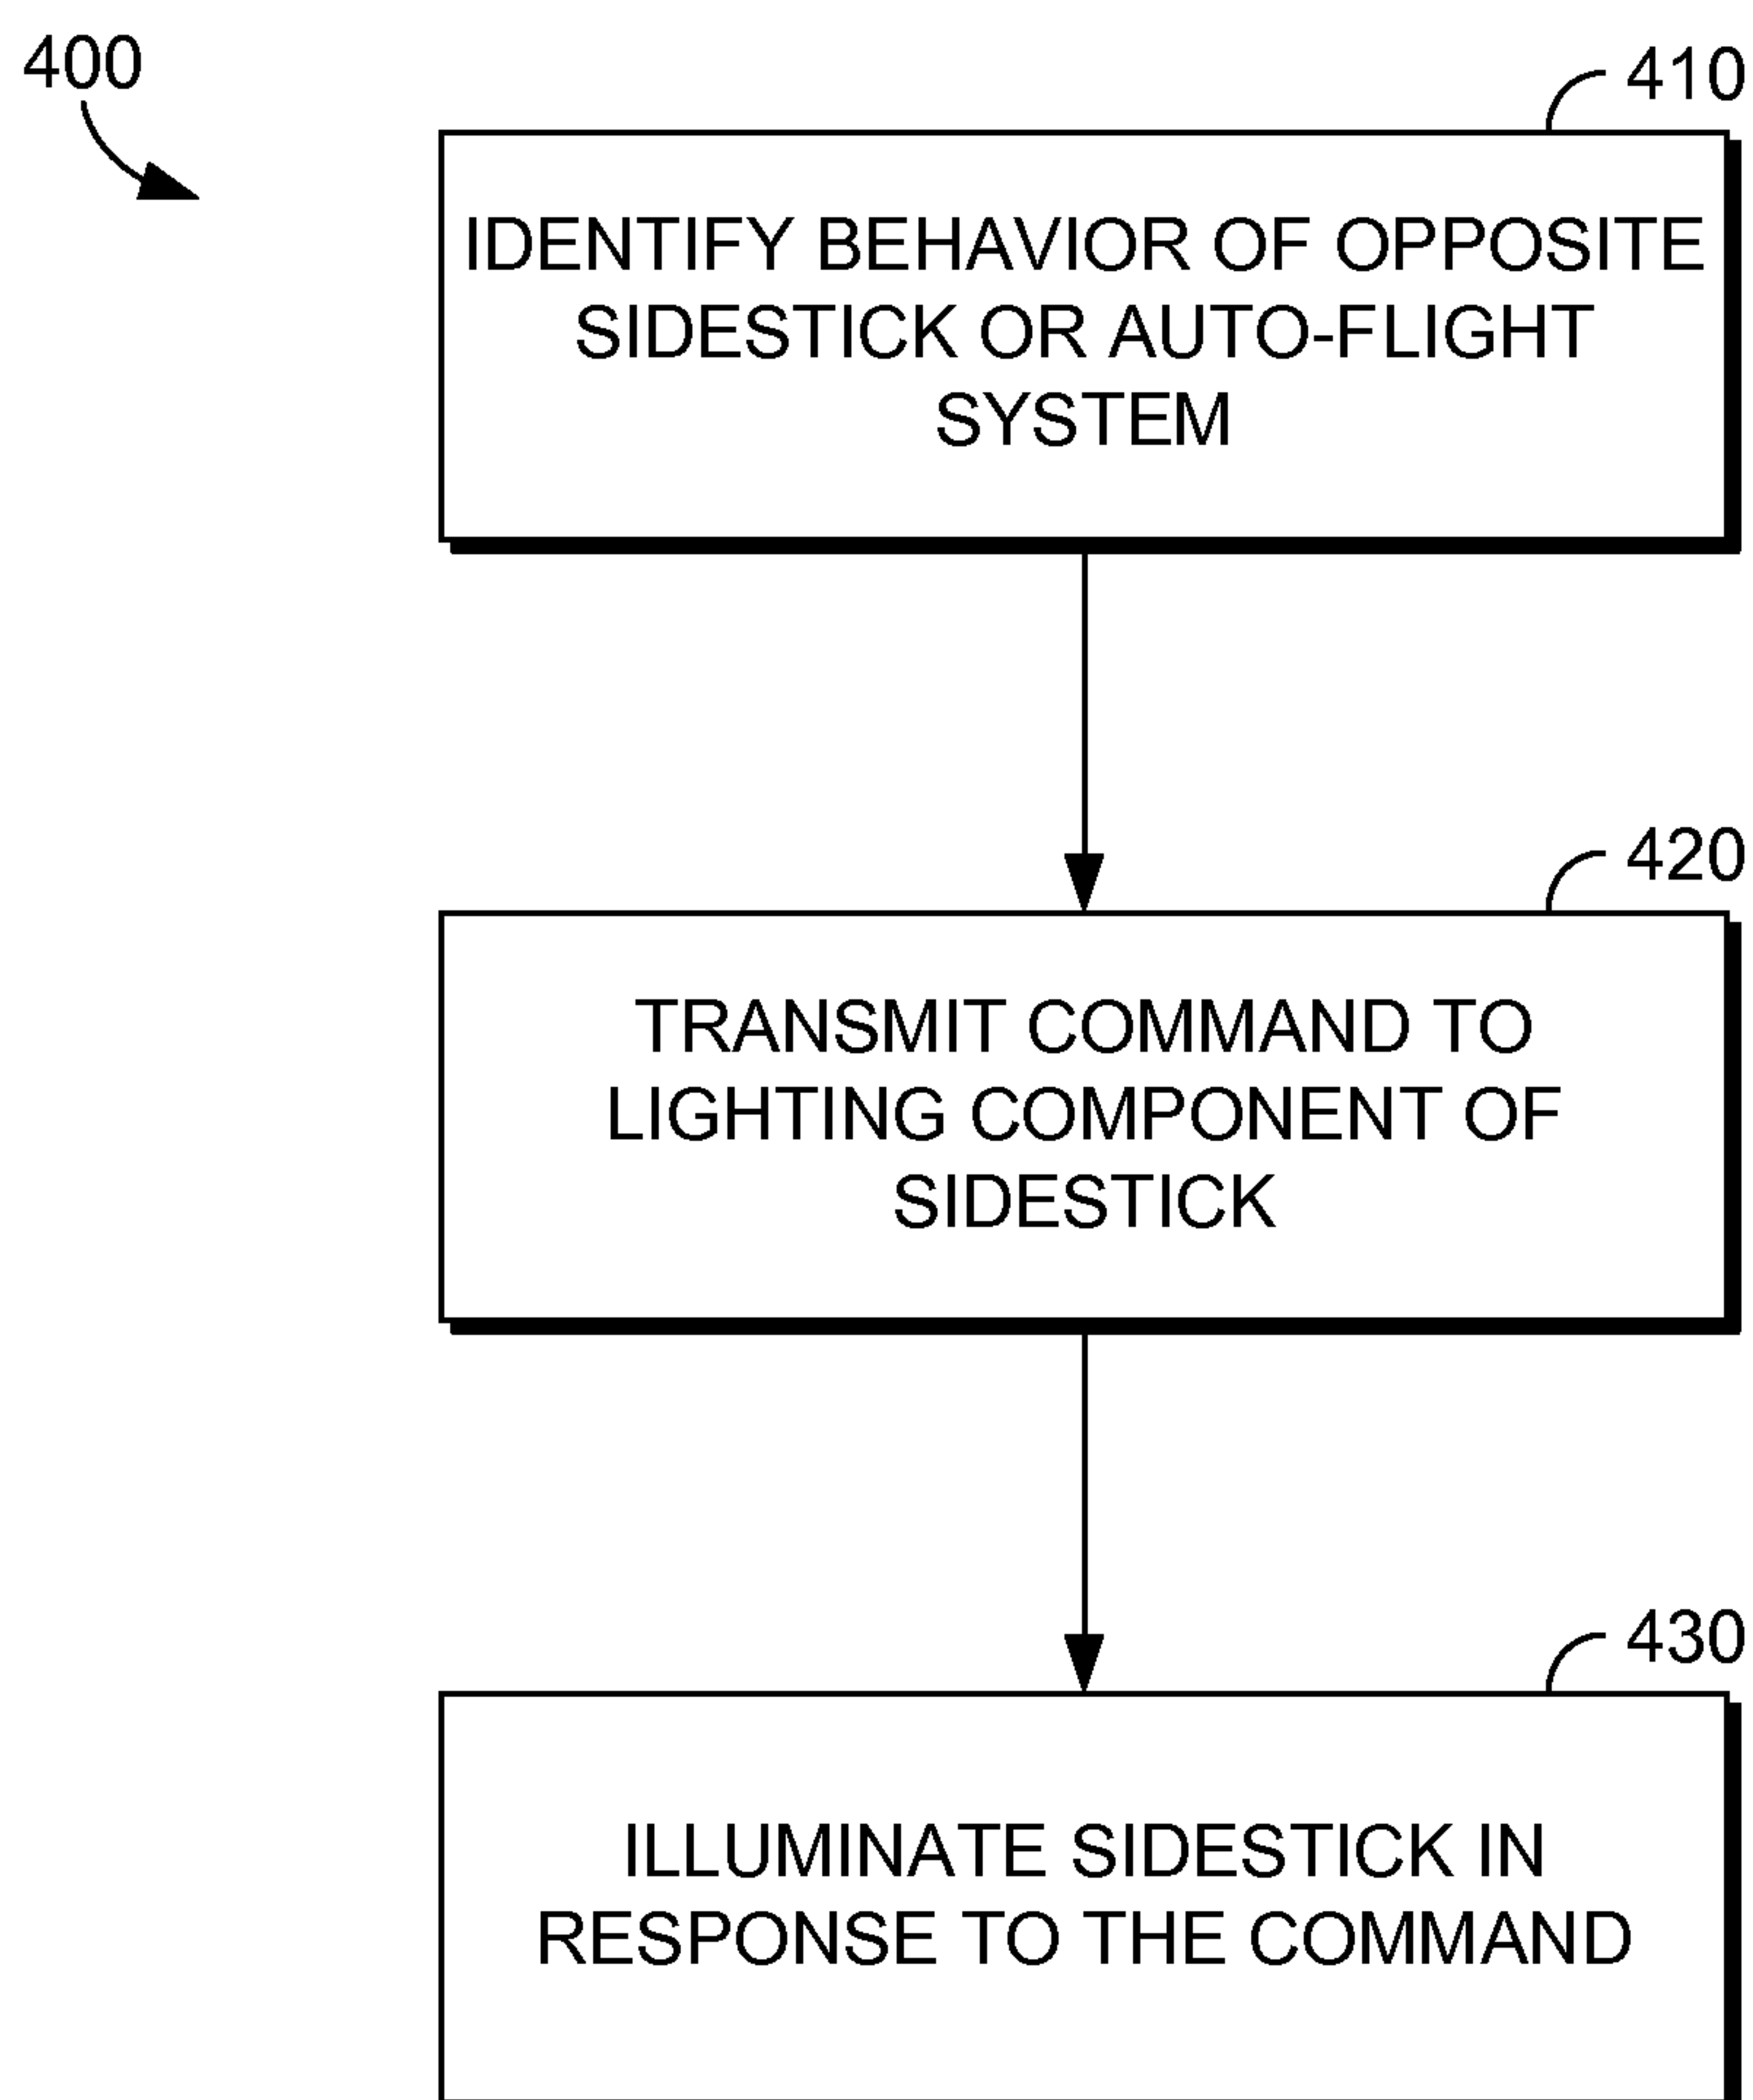 400
410
IDENTIFY BEHAVIOR OF OPPOSITE
SIDESTICK OR AUTO-FLIGHT
SYSTEM
420
TRANSMIT COMMAND TO
LIGHTING COMPONENT OF
SIDESTICK
430
ILLUMINATE SIDESTICK IN
RESPONSE TO THE COMMAND